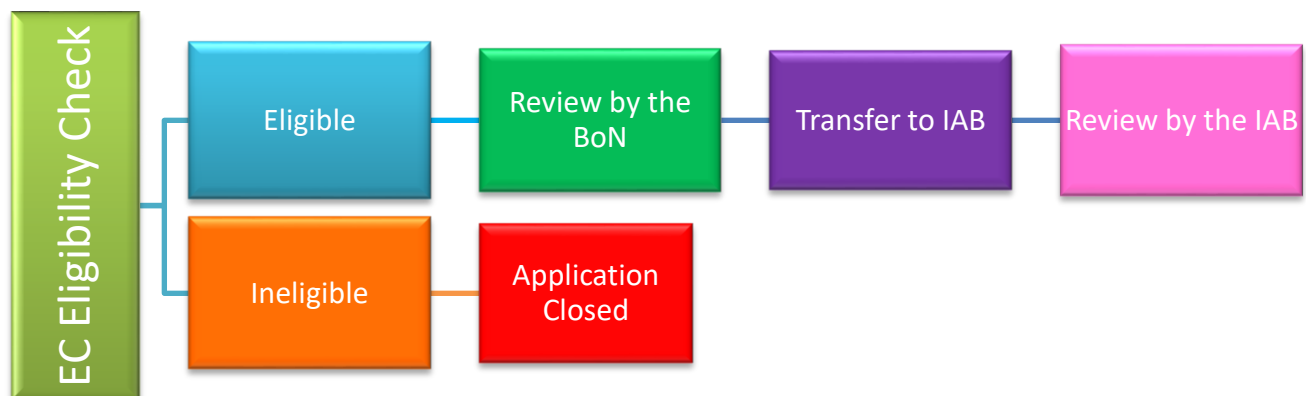 EC Eligibility Check
Eligible
Review by the
BoN
Transfer to IAB
Review by the IAB
Ineligible
Application
Closed